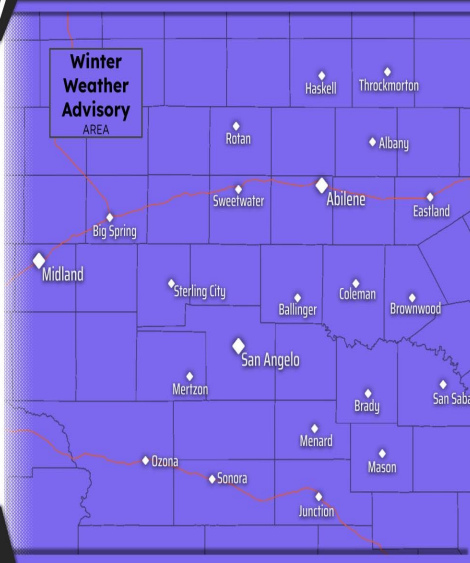 Winter
Weather
Advisory
AREA
Haskell
Throckmorton
Rotan
Albany
Sweetwater
Abilene
Eastland
Big Spring
Midland
Sterling City
Ballinger
Coleman
Brownwood
San Angelo
Mertzon
Brady
San Saba
Menard
Mason
Ozona
Sonora
Junction